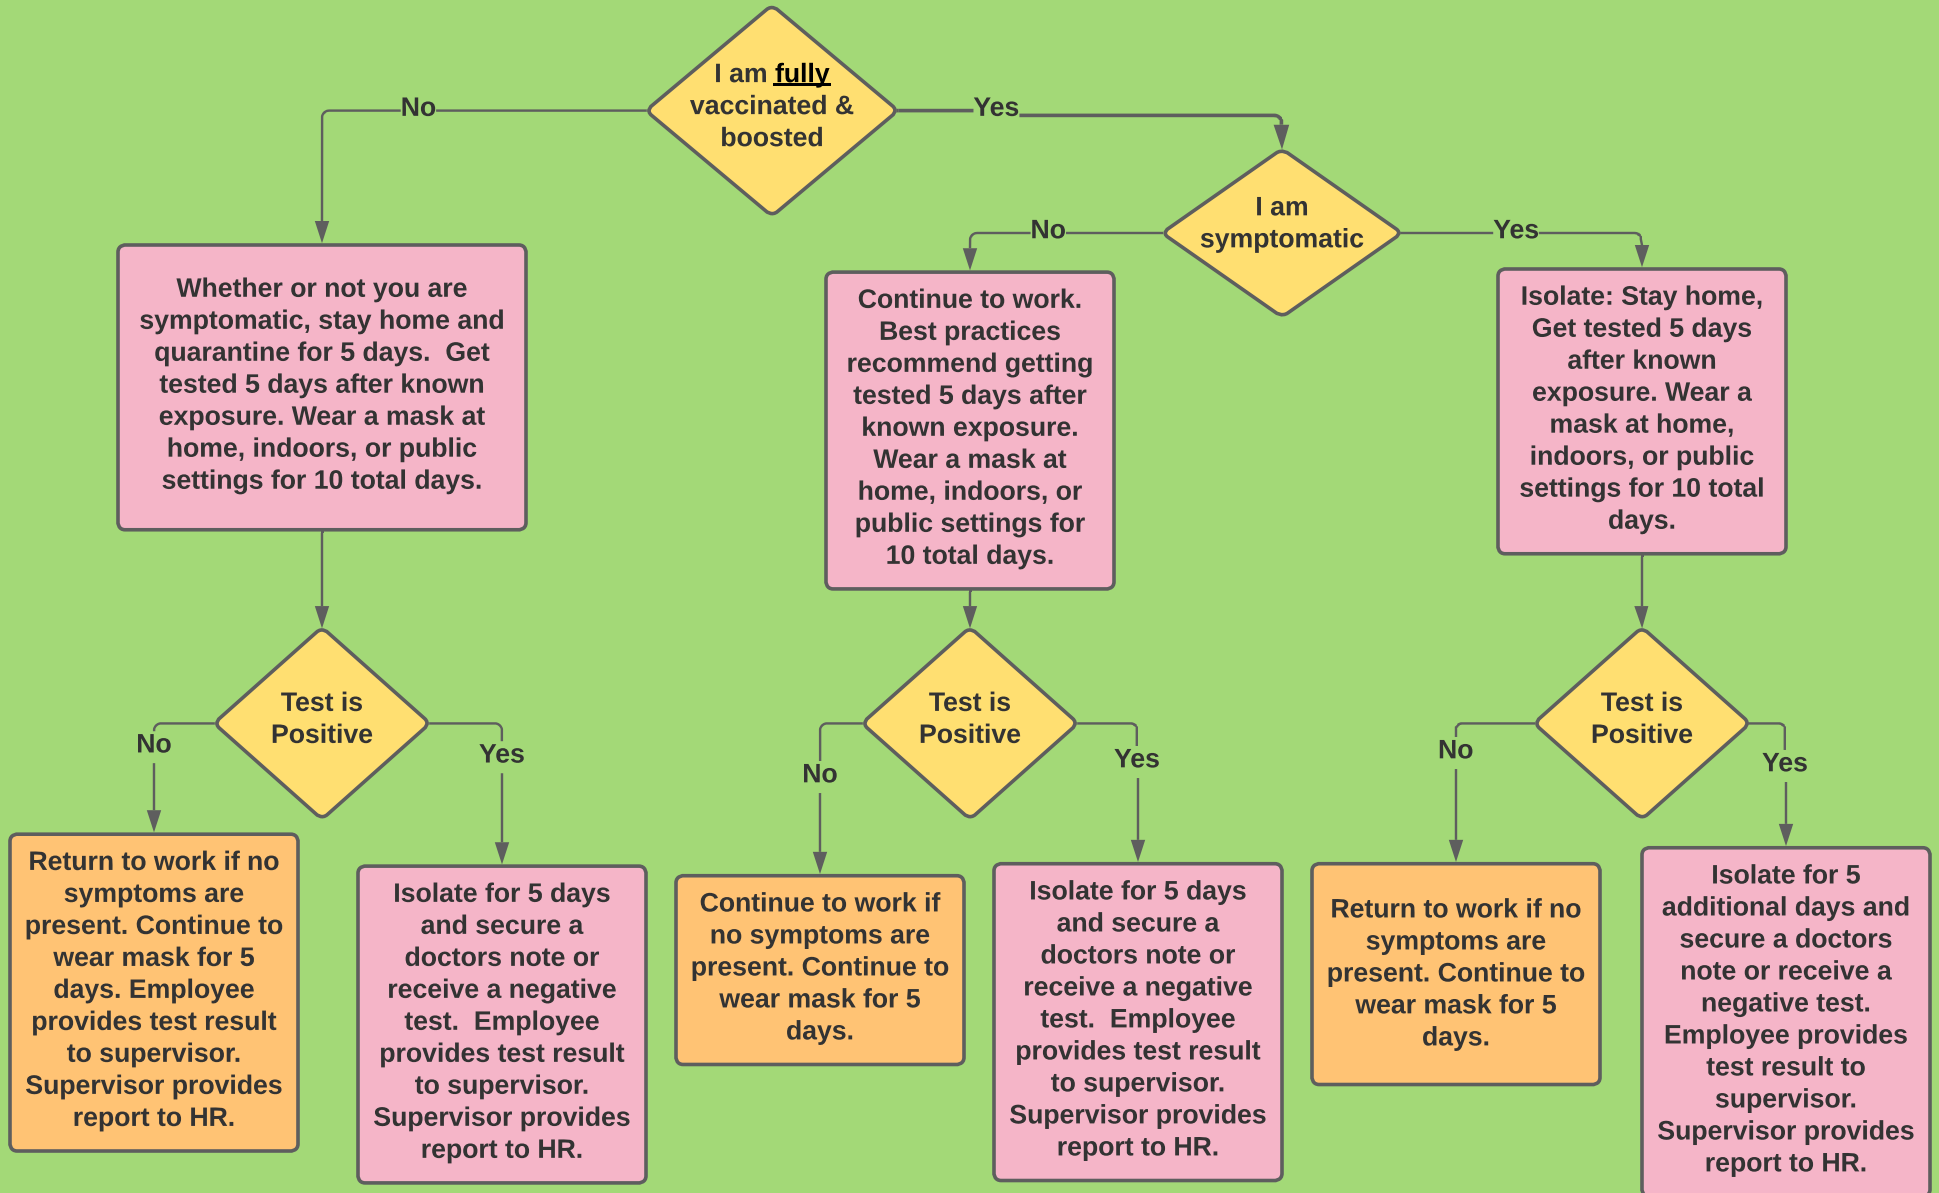 I am fully
vaccinated &
boosted
No
Yes
I am
symptomatic
No
Yes
Whether or not you are
symptomatic, stay home and
quarantine for 5 days.  Get
tested 5 days after known
exposure. Wear a mask at
home, indoors, or public
settings for 10 total days.
Continue to work.
Best practices
recommend getting
tested 5 days after
known exposure.
Wear a mask at
home, indoors, or
public settings for
10 total days.
Isolate: Stay home,
Get tested 5 days
after known
exposure. Wear a
mask at home,
indoors, or public
settings for 10 total
days.
Test is
Positive
No
Yes
Test is
Positive
No
Yes
Test is
Positive
No
Yes
Return to work if no
symptoms are
present. Continue to
wear mask for 5
days. Employee
provides test result
to supervisor.
Supervisor provides
report to HR.
Isolate for 5 days
and secure a
doctors note or
receive a negative
test.  Employee
provides test result
to supervisor.
Supervisor provides
report to HR.
Continue to work if
no symptoms are
present. Continue to
wear mask for 5
days.
Isolate for 5 days
and secure a
doctors note or
receive a negative
test.  Employee
provides test result
to supervisor.
Supervisor provides
report to HR.
Return to work if no
symptoms are
present. Continue to
wear mask for 5
days.
Isolate for 5
additional days and
secure a doctors
note or receive a
negative test.
Employee provides
test result to
supervisor.
Supervisor provides
report to HR.